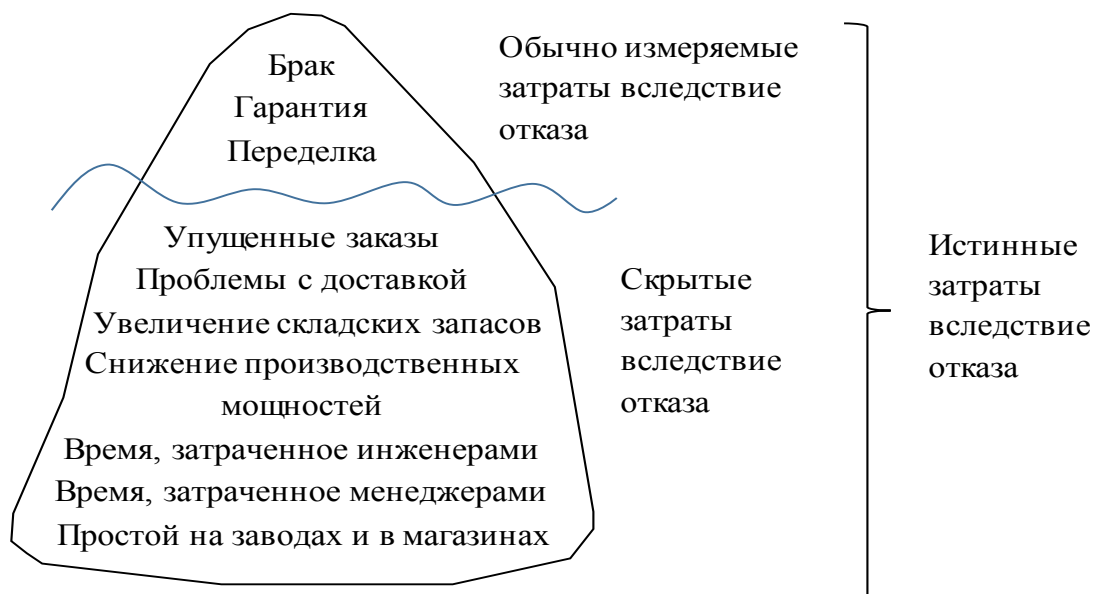 Брак
Гарантия
Переделка
Обычно измеряемые
затраты вследствие
отказа
Упущенные заказы
Проблемы с доставкой
Увеличение складских запасов
Снижение производственных
мощностей
Время, затраченное инженерами
Время, затраченное менеджерами
Простой на заводах и в магазинах
Скрытые
затраты
вследствие
отказа
Истинные
затраты
вследствие
отказа